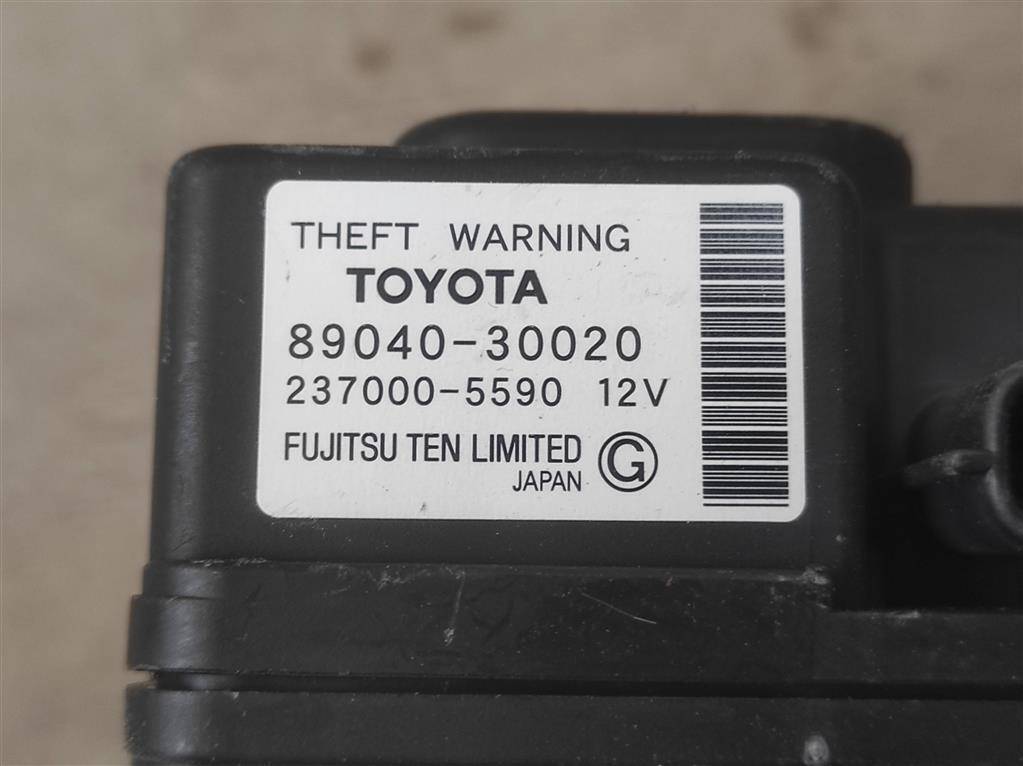 THEFT WARNING
TOYOTA
89040-30020
237000-5590 12V
FUJITSU TEN LIMITED G
JAPAN